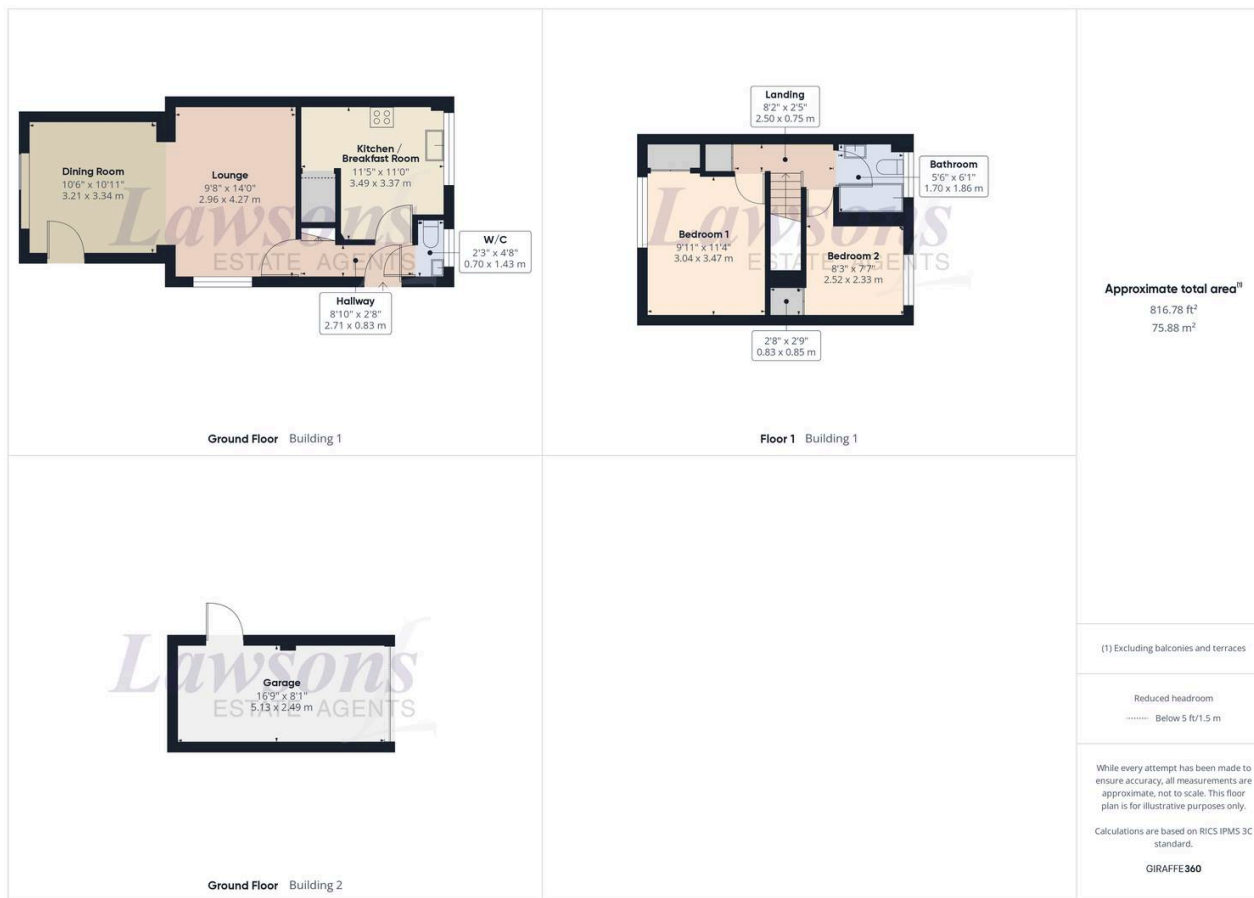 Dining Room
10'6" x 10'11"
3.21 x 3.34 m
Lounge
9'8" x 14'0"
2.96 x 4.27 m
Kitchen /
Breakfast Room
11'5" x 11'0"
3.49 x 3.37 m
W/C
2'3" x 4'8"
0.70 x 1.43 m
Hallway
8'10" x 2'8"
2.71 x 0.83 m
Lawsons
ESTATE AGENTS
Ground Floor Building 1
Landing
8'2" x 2'5"
2.50 x 0.75 m
Bathroom
5'6" x 6'1"
1.70 x 1.86 m
Bedroom 1
9'11" x 11'4"
3.04 x 3.47 m
Bedroom 2
8'3" x 7'7"
2.52 x 2.33 m
2'8" x 2'9"
0.83 x 0.85 m
Lawsons
ESTATE AGENTS
Floor 1 Building 1
Garage
16'9" x 8'1"
5.13 x 2.49 m
Lawsons
ESTATE AGENTS
Ground Floor Building 2
Approximate total area(1)
816.78 ft²
75.88 m²
(1) Excluding balconies and terraces
Reduced headroom
Below 5 ft/1.5 m
While every attempt has been made to
ensure accuracy, all measurements are
approximate, not to scale. This floor
plan is for illustrative purposes only.
Calculations are based on RICS IPMS 3C
standard.
GIRAFFE360